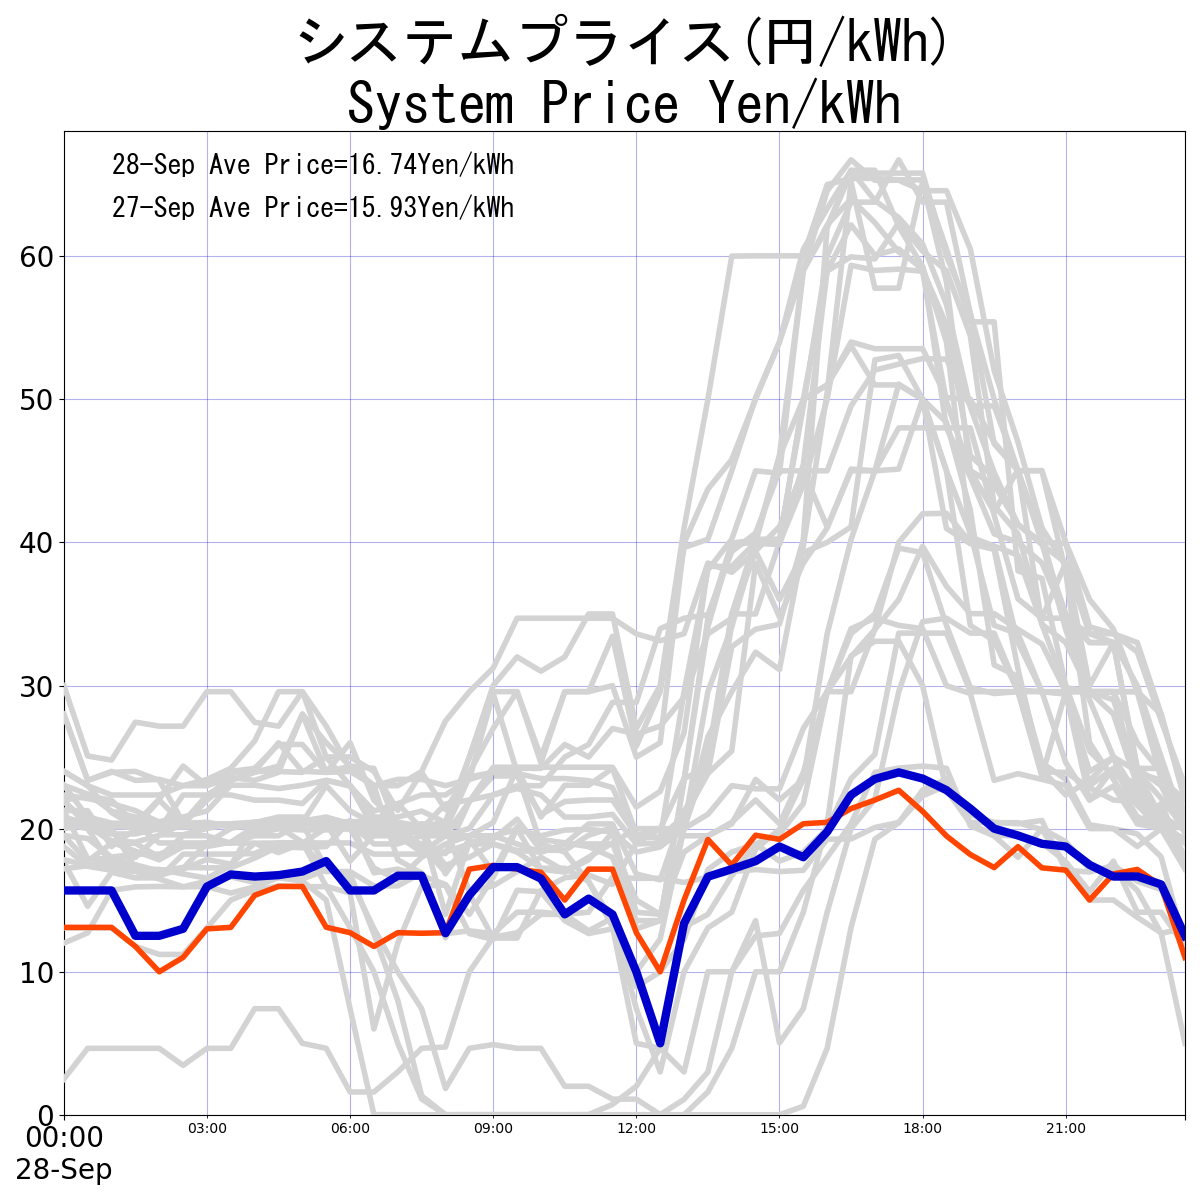 システムプライス(円/kWh)
System Price Yen/kWh
28-Sep Ave Price=16.74Yen/kWh
27-Sep Ave Price=15.93Yen/kWh
60
50
40
30
20
10
0
00:00 03:00 06:00 09:00 12:00 15:00 18:00 21:00
28-Sep